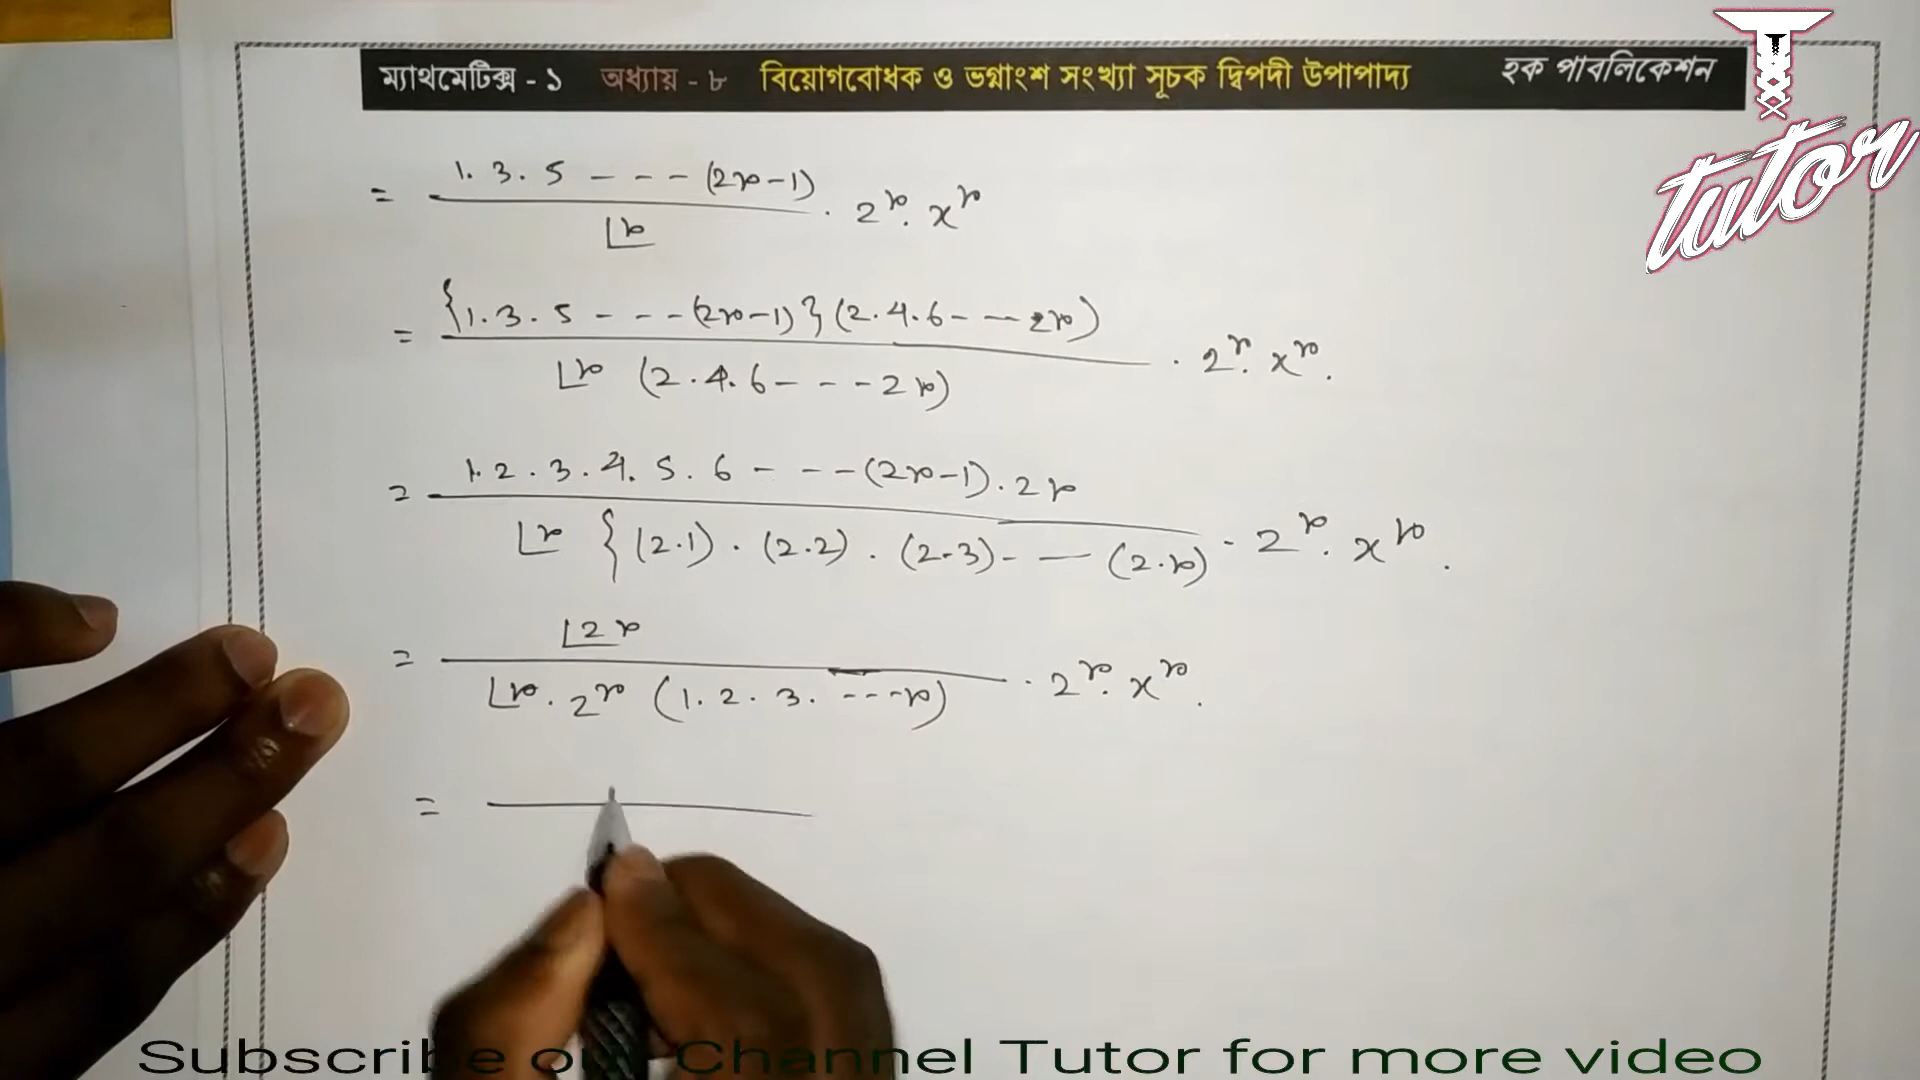 ম্যাথমেটিক্স - ১ অধ্যায় - ৮ বিয়োগবোধক ও ভগ্নাংশ সংখ্যা সূচক দ্বিপদী উপাপাদ্য হক পাবলিকেশন
T
tutor
= 1. 3. 5 - - - (2r-1) / ⌊r . 2^r. x^r
= {1. 3. 5 - - - (2r-1)} (2. 4. 6 - - - 2r) / ⌊r (2. 4. 6 - - - 2r) . 2^r. x^r.
= 1. 2. 3. 4. 5. 6 - - - (2r-1). 2r / ⌊r { (2.1). (2.2). (2.3) - — (2.r) . 2^r. x^r.
= ⌊2r / ⌊r. 2^r (1. 2. 3. - - - r) . 2^r. x^r.
=
Subscribe ou Channel Tutor for more video